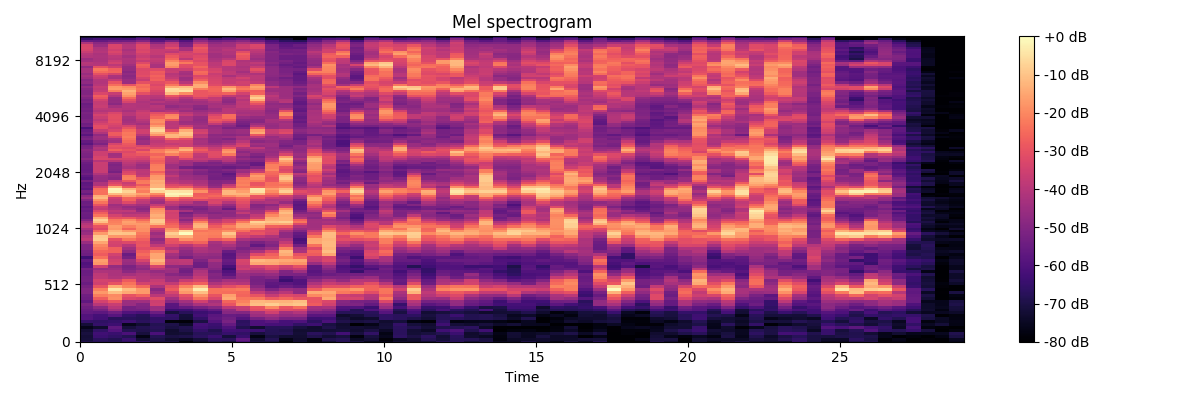 Mel spectrogram
Hz
8192
4096
2048
1024
512
0
0 5 10 15 20 25
Time
+0 dB
-10 dB
-20 dB
-30 dB
-40 dB
-50 dB
-60 dB
-70 dB
-80 dB